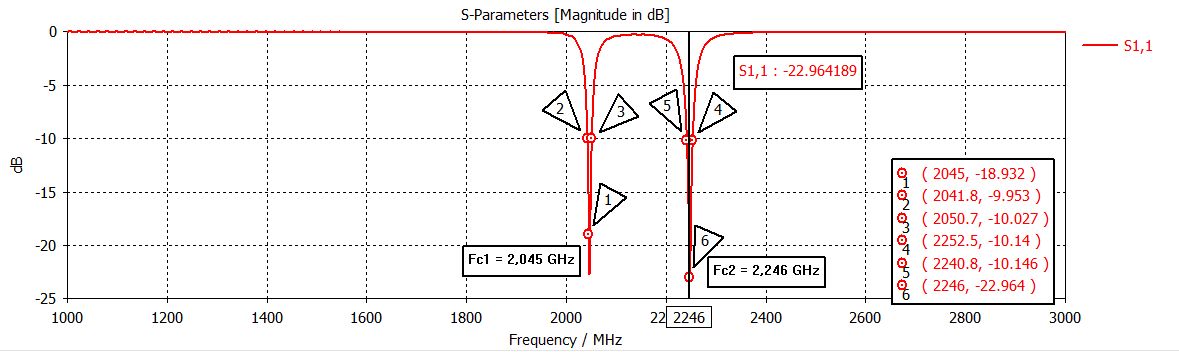 S-Parameters [Magnitude in dB]
0
-5
-10
-15
-20
-25
dB
S1,1
S1,1 : -22.964189
2
3
5
4
1
6
Fc1 = 2,045 GHz
Fc2 = 2,246 GHz
1 ( 2045, -18.932 )
2 ( 2041.8, -9.953 )
3 ( 2050.7, -10.027 )
4 ( 2252.5, -10.14 )
5 ( 2240.8, -10.146 )
6 ( 2246, -22.964 )
1000 1200 1400 1600 1800 2000 22 2246 2400 2600 2800 3000
Frequency / MHz